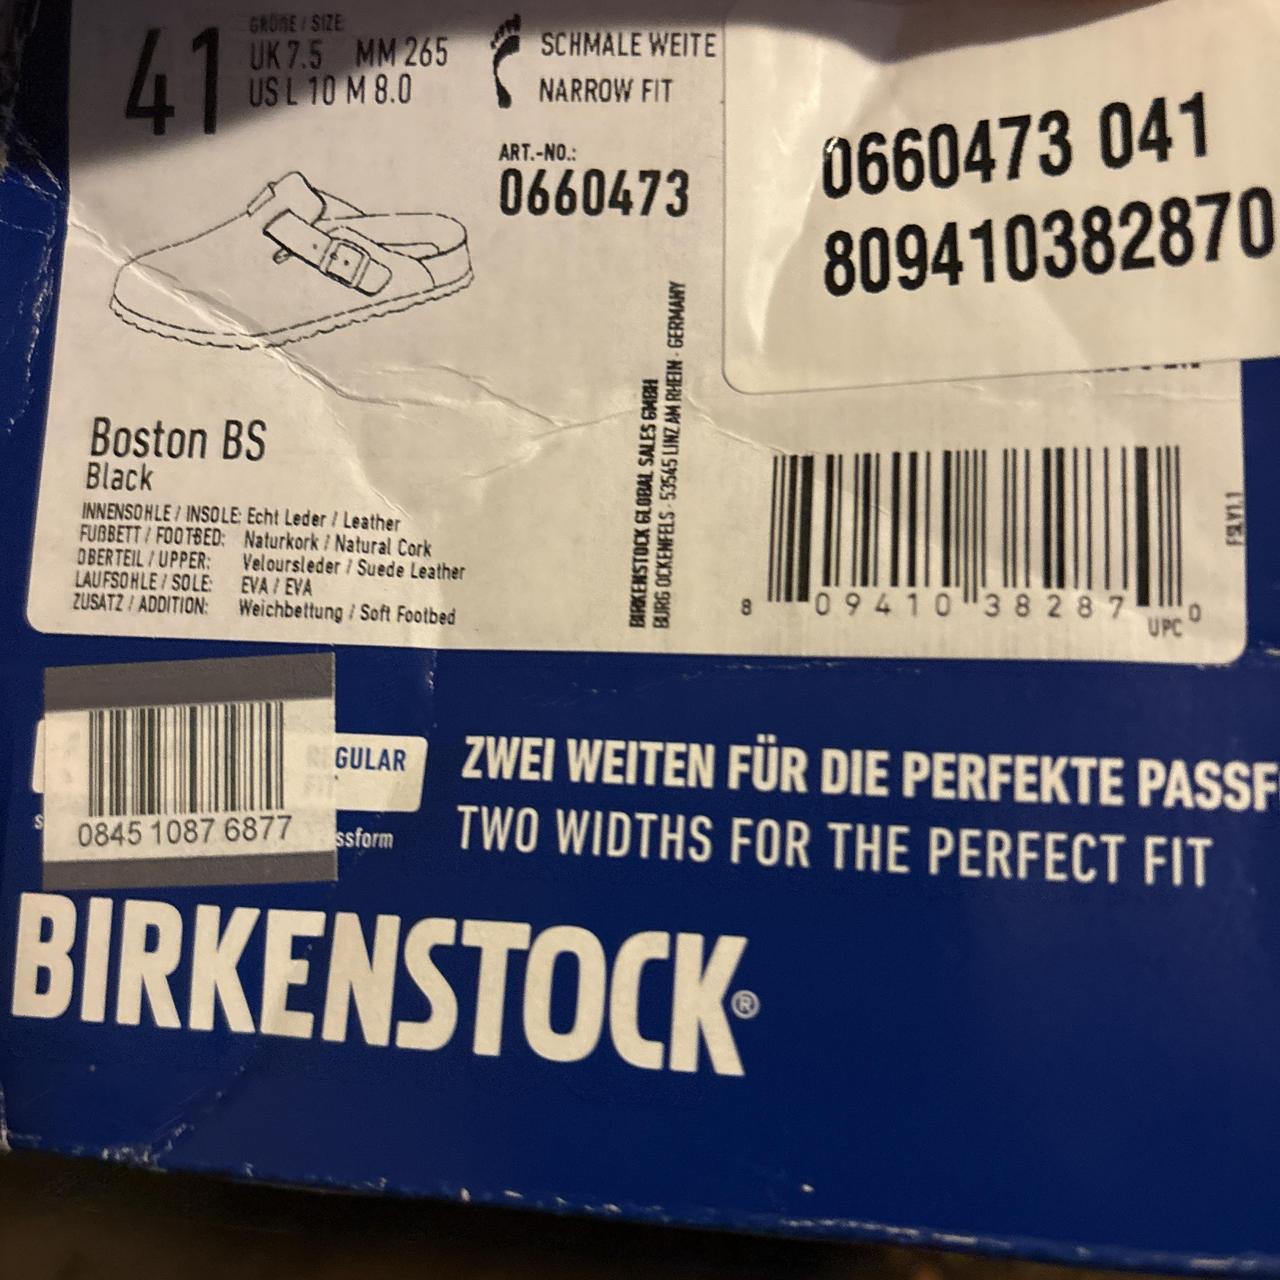 41
GRÖßE / SIZE
UK 7.5 MM 265
US L 10 M 8.0
SCHMALE WEITE
NARROW FIT
ART.-NO.:
0660473
0660473 041
809410382870
Boston BS
Black
INNENSOHLE / INSOLE: Echt Leder / Leather
FUßBETT / FOOTBED: Naturkork / Natural Cork
OBERTEIL / UPPER: Veloursleder / Suede Leather
LAUFSOHLE / SOLE: EVA / EVA
ZUSATZ / ADDITION: Weichbettung / Soft Footbed
BIRKENSTOCK GLOBAL SALES GMBH
BURG OCKENFELS · 53545 LINZ AM RHEIN · GERMANY
8 09410 38287 0
UPC
FSLV1.1
REGULAR
FIT
ssform
0845 1087 6877
ZWEI WEITEN FÜR DIE PERFEKTE PASSF
TWO WIDTHS FOR THE PERFECT FIT
BIRKENSTOCK®